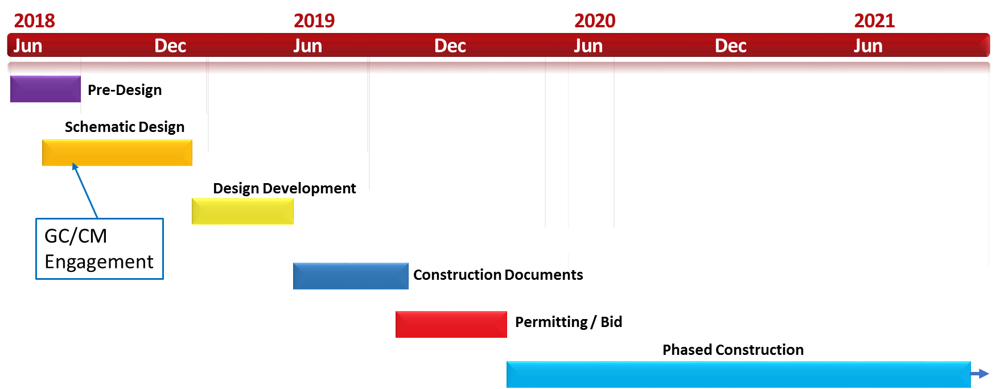 2018 2019 2020 2021
Jun Dec Jun Dec Jun Dec Jun
Pre-Design
Schematic Design
Design Development
GC/CM
Engagement
Construction Documents
Permitting / Bid
Phased Construction